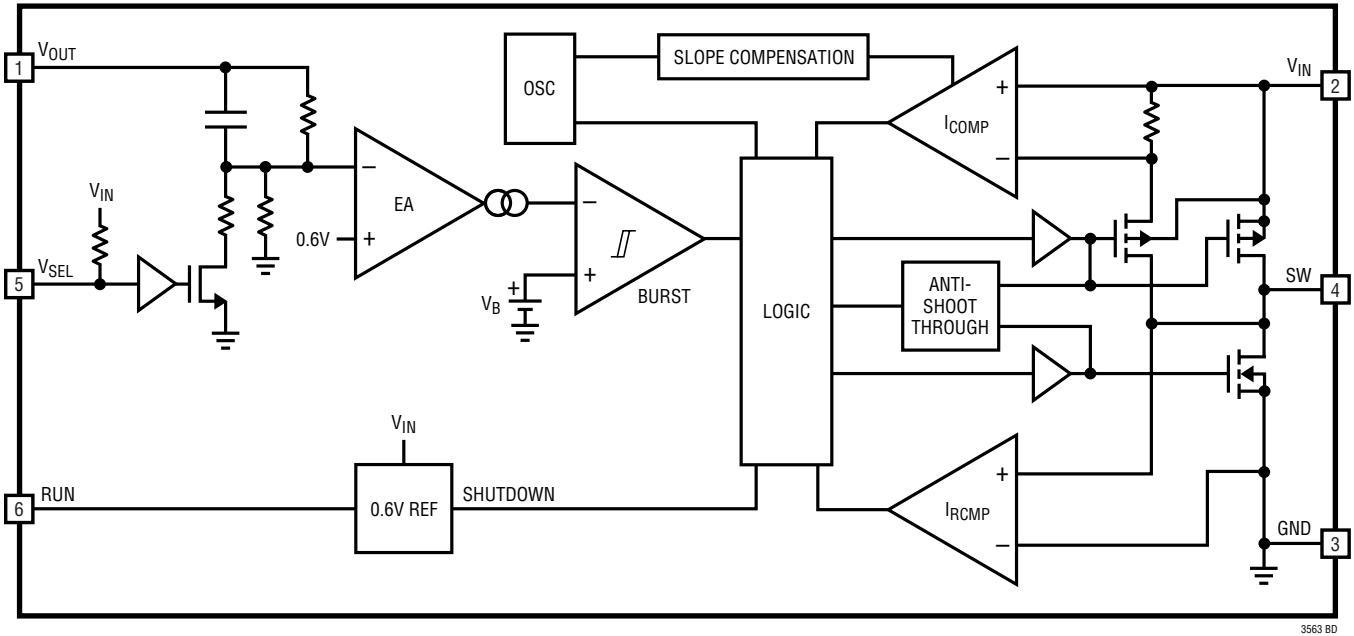 1
VOUT
OSC
SLOPE COMPENSATION
ICOMP
+
–
VIN
2
VIN
EA
–
+
0.6V
5
VSEL
–
+
BURST
VB
+
LOGIC
ANTI-
SHOOT
THROUGH
SW
4
VIN
6
RUN
0.6V REF
SHUTDOWN
IRCMP
+
–
GND
3
3563 BD